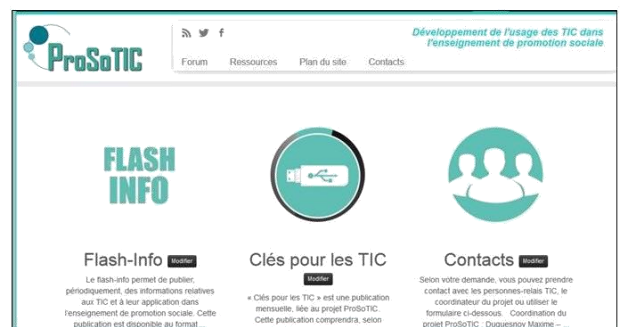 ProSoTIC
Développement de l'usage des TIC dans
l'enseignement de promotion sociale
Forum Ressources Plan du site Contacts
FLASH
INFO
Flash-Info Modifier
Le flash-info permet de publier,
périodiquement, des informations relatives
aux TIC et à leur application dans
l'enseignement de promotion sociale. Cette
publication est disponible au format...
Clés pour les TIC
Modifier
« Clés pour les TIC » est une publication
mensuelle, liée au projet ProSoTIC.
Cette publication comprendra, selon
Contacts Modifier
Selon votre demande, vous pouvez prendre
contact avec les personnes-relais TIC, le
coordinateur du projet ou utiliser le
formulaire ci-dessous. Coordination du
projet ProSoTIC : Duquesnoy Maxime – ...